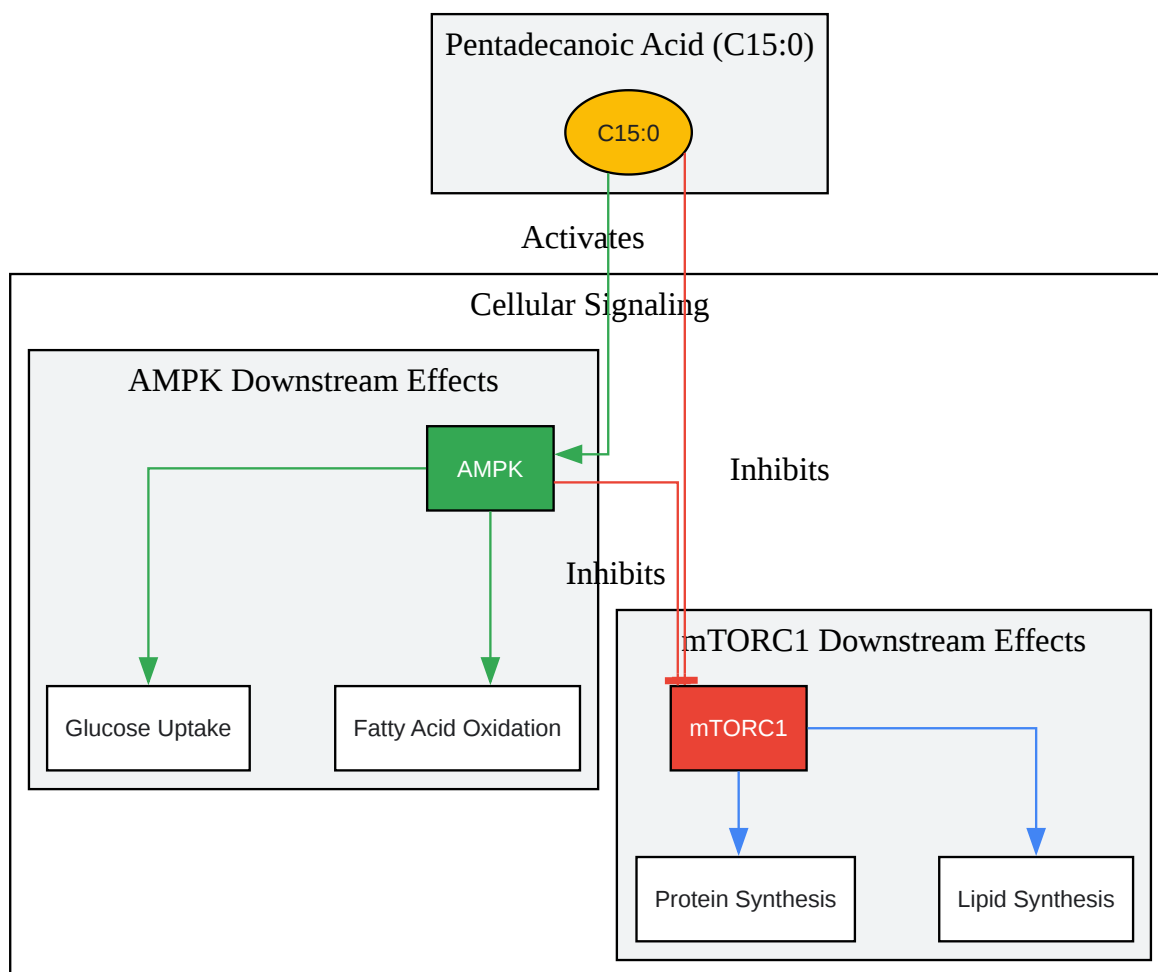 Pentadecanoic Acid (C15:0)
C15:0
Activates
Cellular Signaling
AMPK Downstream Effects
AMPK
Inhibits
Inhibits
mTORC1 Downstream Effects
Glucose Uptake
Fatty Acid Oxidation
mTORC1
Protein Synthesis
Lipid Synthesis